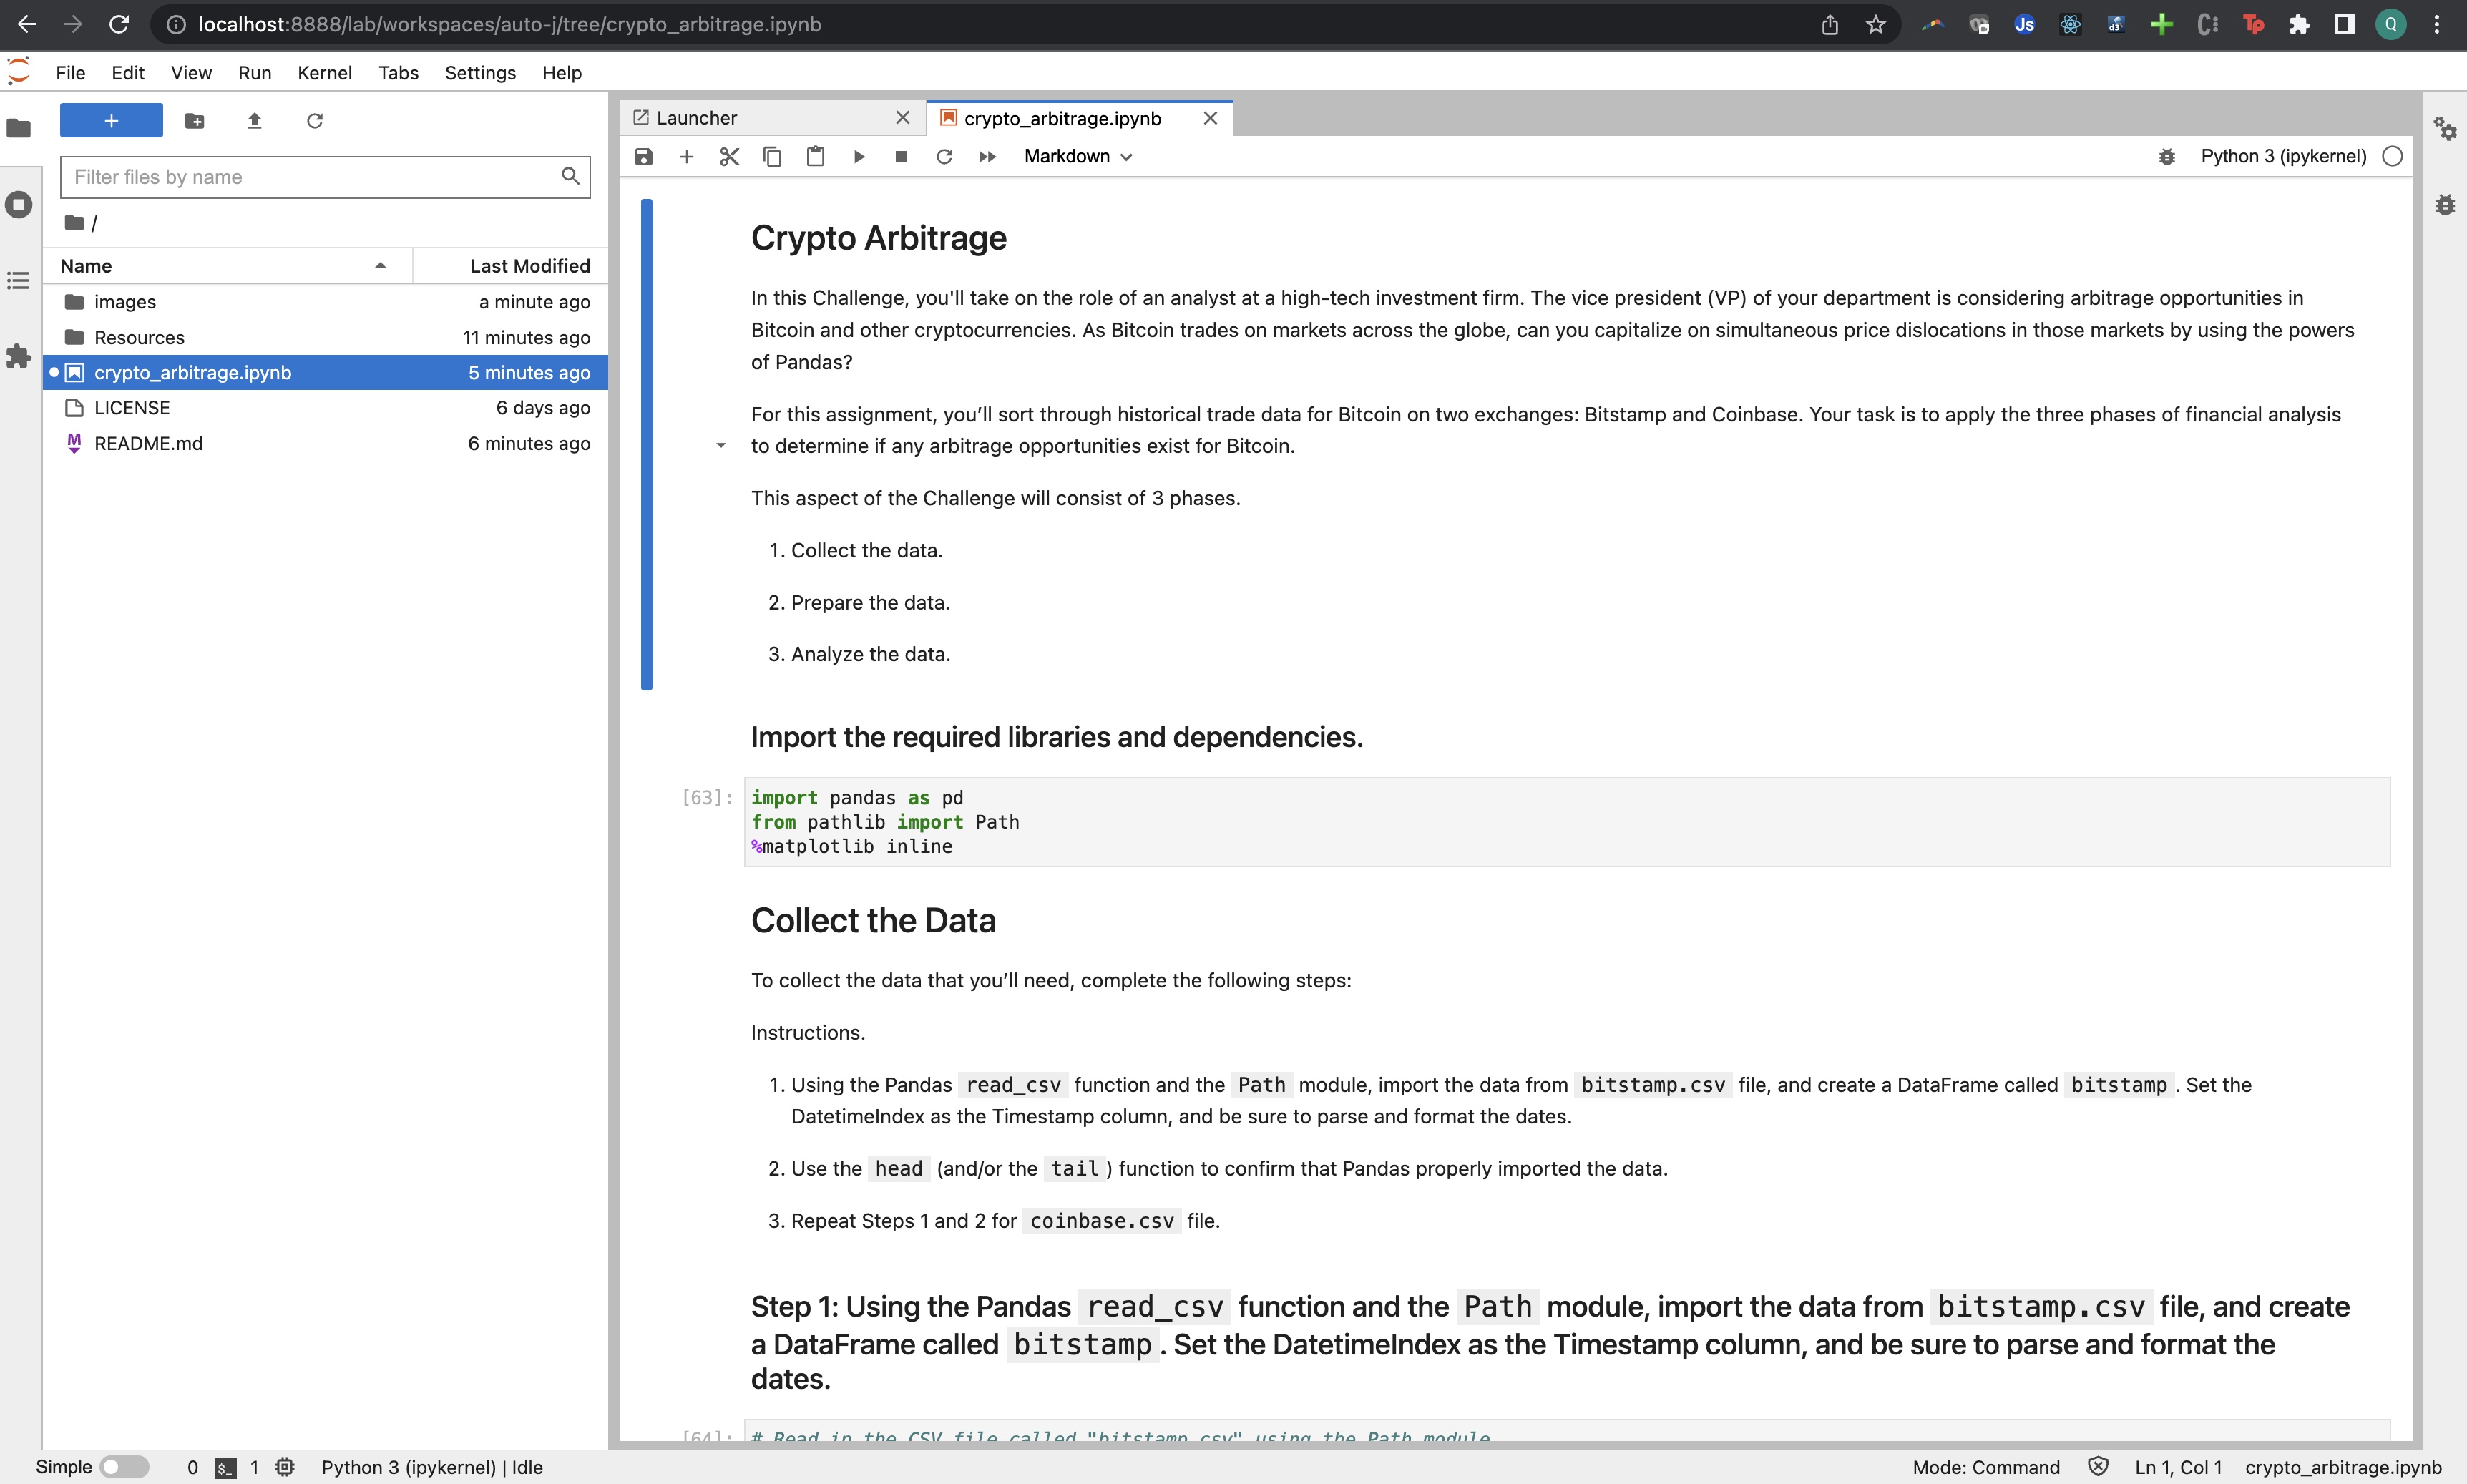 localhost:8888/lab/workspaces/auto-j/tree/crypto_arbitrage.ipynb
Js
d3
Tp
Q
File Edit View Run Kernel Tabs Settings Help
+
Filter files by name
/
Name Last Modified
images a minute ago
Resources 11 minutes ago
crypto_arbitrage.ipynb 5 minutes ago
LICENSE 6 days ago
M README.md 6 minutes ago
Launcher
crypto_arbitrage.ipynb
Markdown
Python 3 (ipykernel)
Crypto Arbitrage
In this Challenge, you'll take on the role of an analyst at a high-tech investment firm. The vice president (VP) of your department is considering arbitrage opportunities in
Bitcoin and other cryptocurrencies. As Bitcoin trades on markets across the globe, can you capitalize on simultaneous price dislocations in those markets by using the powers
of Pandas?
For this assignment, you’ll sort through historical trade data for Bitcoin on two exchanges: Bitstamp and Coinbase. Your task is to apply the three phases of financial analysis
to determine if any arbitrage opportunities exist for Bitcoin.
This aspect of the Challenge will consist of 3 phases.
1. Collect the data.
2. Prepare the data.
3. Analyze the data.
Import the required libraries and dependencies.
[63]: import pandas as pd
from pathlib import Path
%matplotlib inline
Collect the Data
To collect the data that you’ll need, complete the following steps:
Instructions.
1. Using the Pandas read_csv function and the Path module, import the data from bitstamp.csv file, and create a DataFrame called bitstamp . Set the
DatetimeIndex as the Timestamp column, and be sure to parse and format the dates.
2. Use the head (and/or the tail ) function to confirm that Pandas properly imported the data.
3. Repeat Steps 1 and 2 for coinbase.csv file.
Step 1: Using the Pandas read_csv function and the Path module, import the data from bitstamp.csv file, and create
a DataFrame called bitstamp . Set the DatetimeIndex as the Timestamp column, and be sure to parse and format the
dates.
[64]: # Read in the CSV file called "bitstamp.csv" using the Path module.
Simple 0 $_ 1 Python 3 (ipykernel) | Idle
Mode: Command Ln 1, Col 1 crypto_arbitrage.ipynb